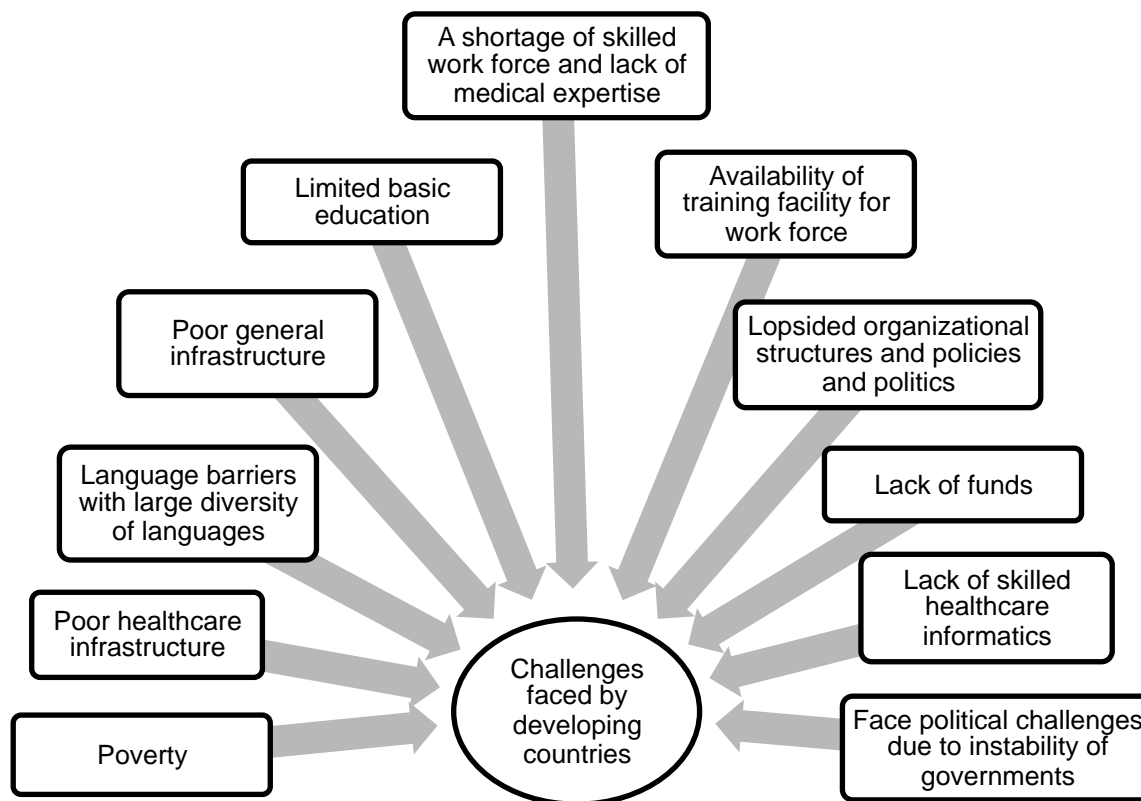 A shortage of skilled
work force and lack of
medical expertise
Limited basic
education
Availability of
training facility for
work force
Poor general
infrastructure
Lopsided organizational
structures and policies
and politics
Language barriers
with large diversity
of languages
Lack of funds
Poor healthcare
infrastructure
Lack of skilled
healthcare
informatics
Poverty
Challenges
faced by
developing
countries
Face political challenges
due to instability of
governments